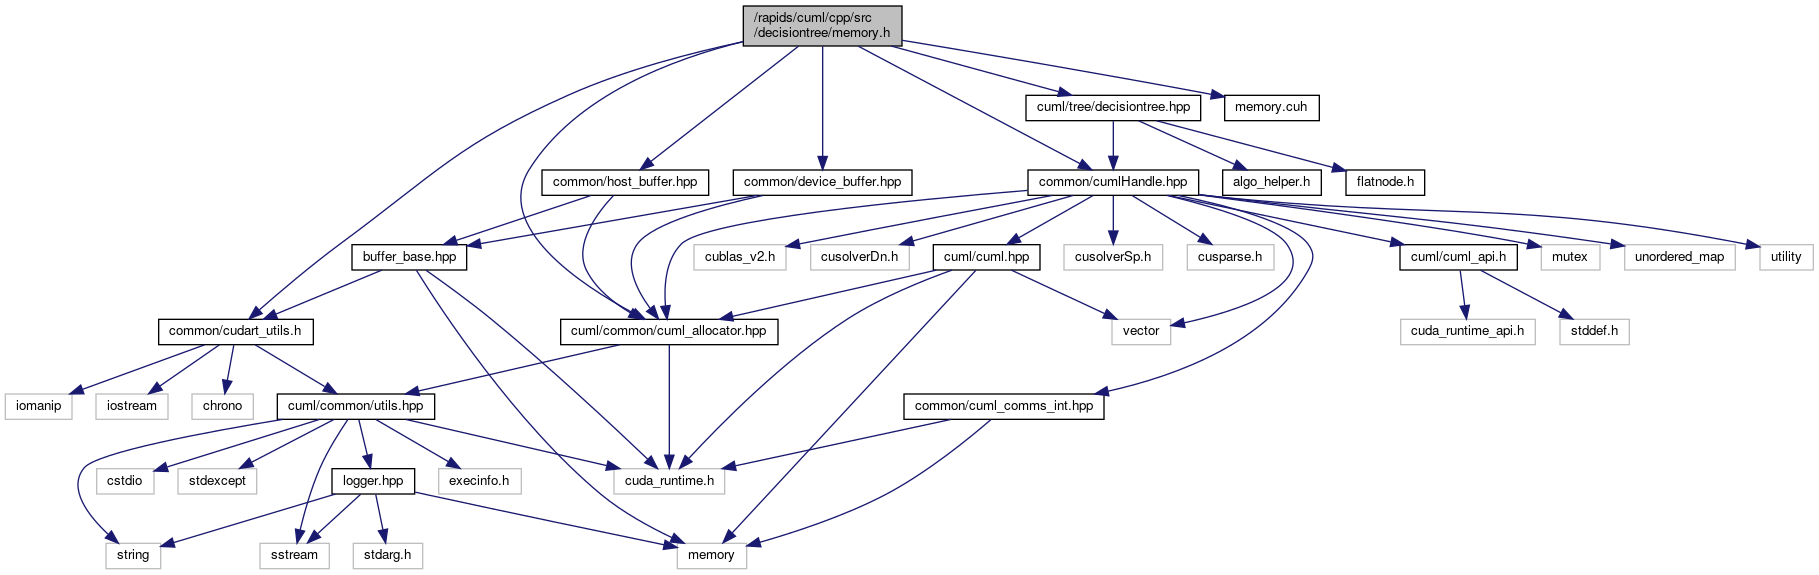 /rapids/cuml/cpp/src
/decisiontree/memory.h
cuml/tree/decisiontree.hpp
memory.cuh
common/host_buffer.hpp
common/device_buffer.hpp
common/cumlHandle.hpp
algo_helper.h
flatnode.h
buffer_base.hpp
cublas_v2.h
cusolverDn.h
cuml/cuml.hpp
cusolverSp.h
cusparse.h
cuml/cuml_api.h
mutex
unordered_map
utility
common/cudart_utils.h
cuml/common/cuml_allocator.hpp
vector
cuda_runtime_api.h
stddef.h
iomanip
iostream
chrono
cuml/common/utils.hpp
common/cuml_comms_int.hpp
cstdio
stdexcept
logger.hpp
execinfo.h
cuda_runtime.h
string
sstream
stdarg.h
memory